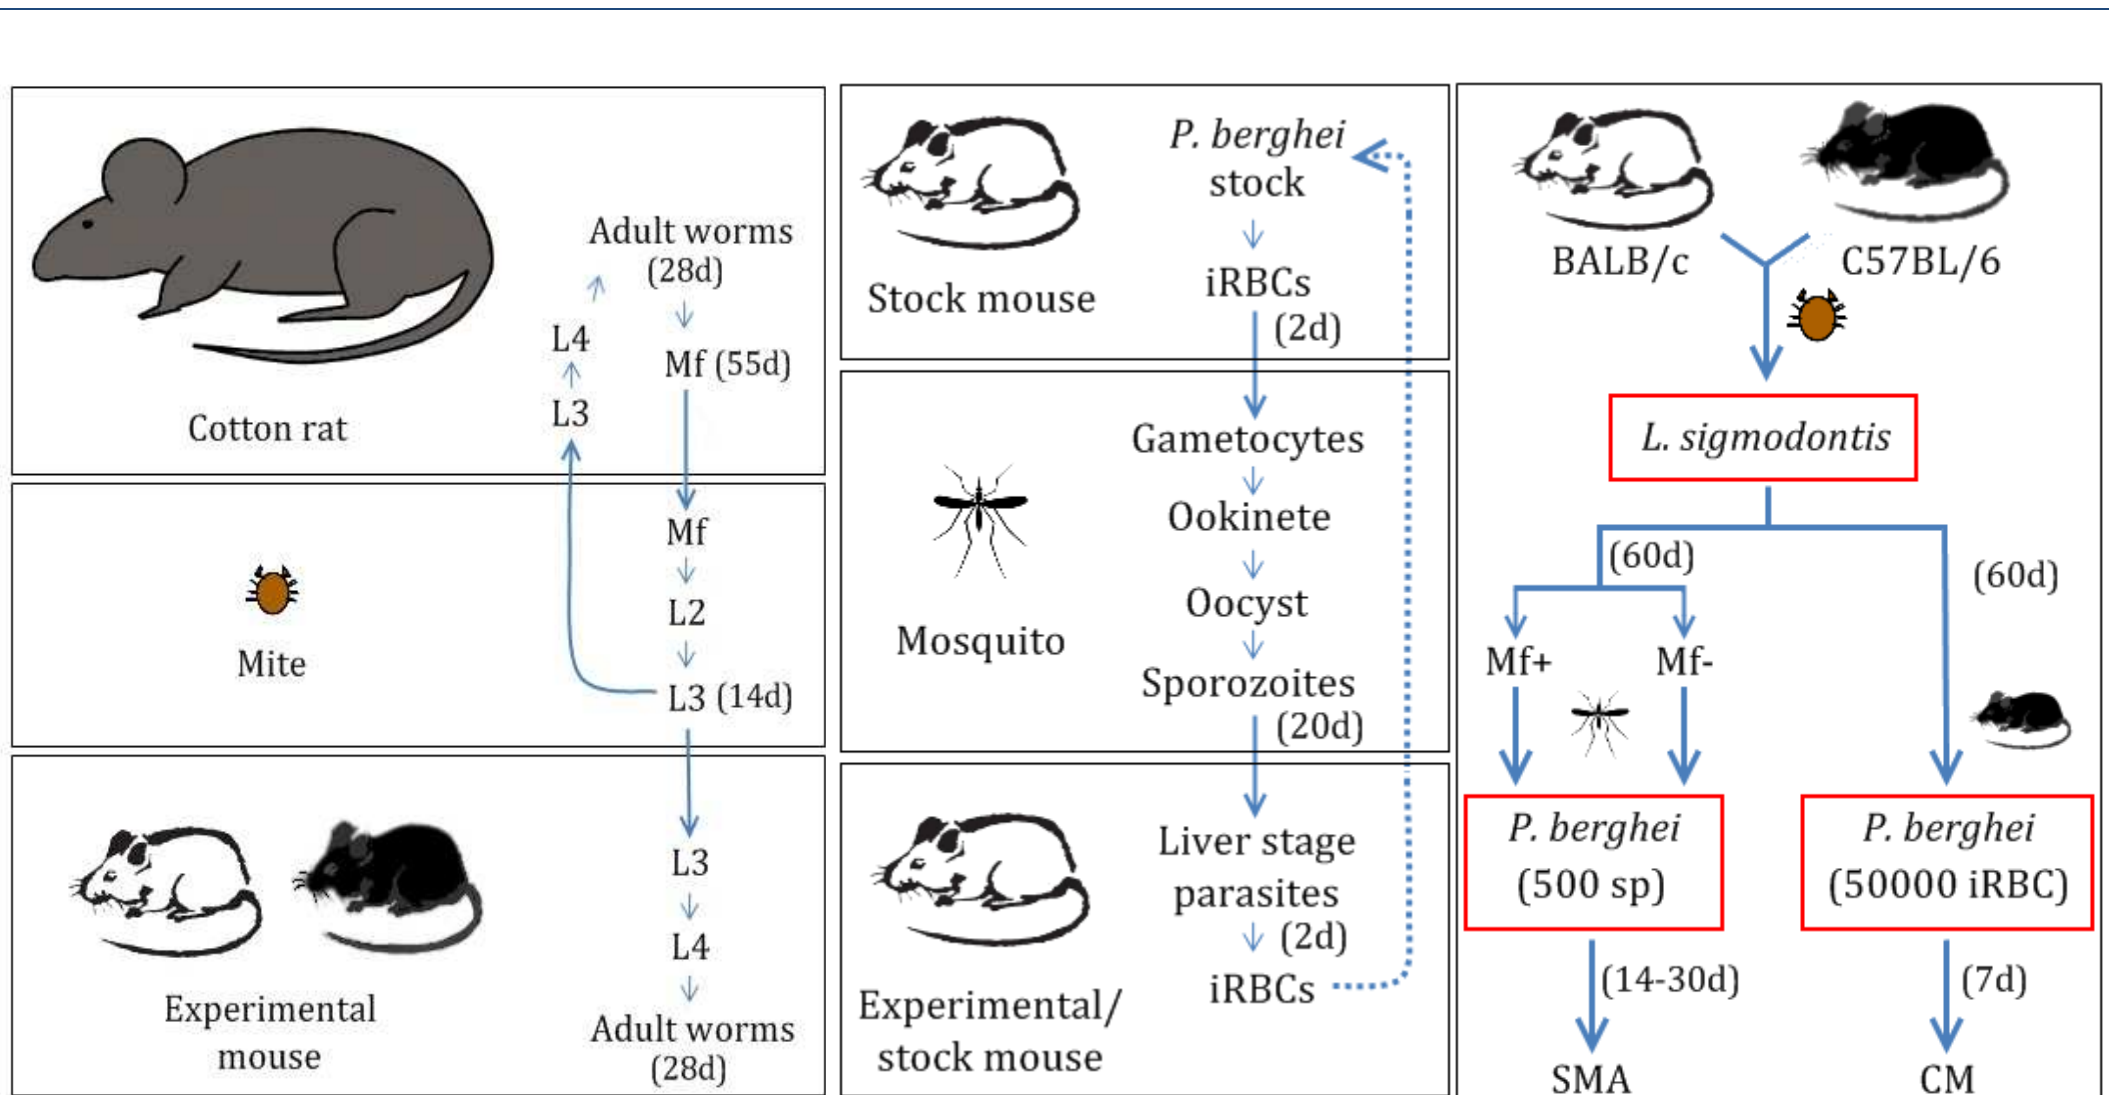 Adult worms
(28d)
L4
Mf (55d)
L3
Cotton rat
Mf
L2
Mite
L3 (14d)
L3
L4
Experimental
mouse
Adult worms
(28d)
P. berghei
stock
Stock mouse
iRBCs
(2d)
Gametocytes
Ookinete
Oocyst
Mosquito
Sporozoites
(20d)
Liver stage
parasites
(2d)
iRBCs
Experimental/
stock mouse
BALB/c
C57BL/6
L. sigmodontis
(60d)
(60d)
Mf+
Mf-
P. berghei
(500 sp)
P. berghei
(50000 iRBC)
(14-30d)
(7d)
SMA
CM